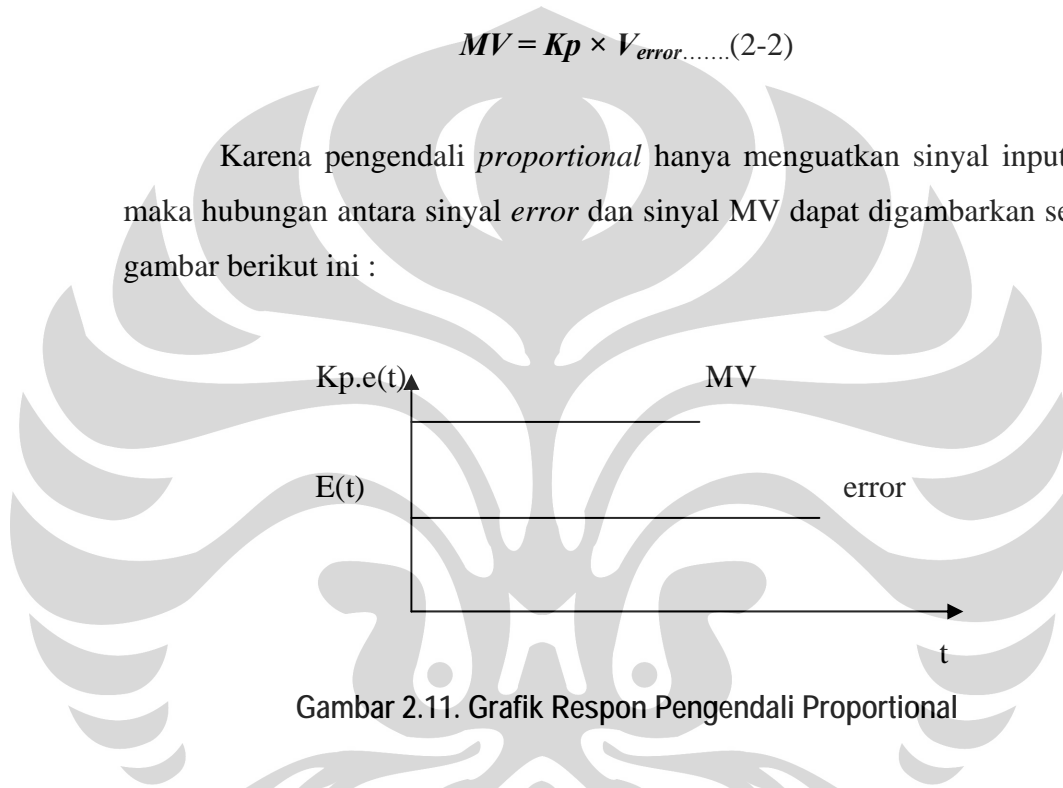 MV = Kp × Verror.......(2-2)
Karena pengendali proportional hanya menguatkan sinyal input
maka hubungan antara sinyal error dan sinyal MV dapat digambarkan se
gambar berikut ini :
Kp.e(t) MV
E(t) error
t
Gambar 2.11. Grafik Respon Pengendali Proportional